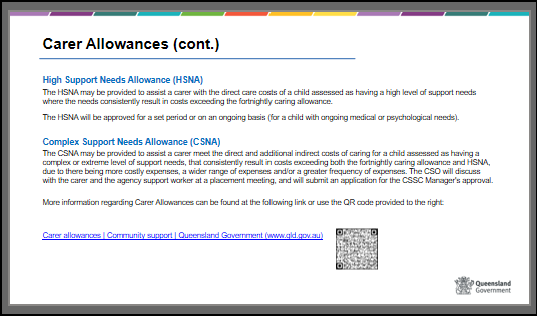 Carer Allowances (cont.)
High Support Needs Allowance (HSNA)
The HSNA may be provided to assist a carer with the direct care costs of a child assessed as having a high level of support needs
where the needs consistently result in costs exceeding the fortnightly caring allowance.
The HSNA will be approved for a set period or on an ongoing basis (for a child with ongoing medical or psychological needs).
Complex Support Needs Allowance (CSNA)
The CSNA may be provided to assist a carer meet the direct and additional indirect costs of caring for a child assessed as having a
complex or extreme level of support needs, that consistently result in costs exceeding both the fortnightly caring allowance and HSNA,
due to there being more costly expenses, a wider range of expenses and/or a greater frequency of expenses. The CSO will discuss
with the carer and the agency support worker at a placement meeting, and will submit an application for the CSSC Manager's approval.
More information regarding Carer Allowances can be found at the following link or use the QR code provided to the right:
Carer allowances | Community support | Queensland Government (www.qld.gov.au)
Queensland
Government